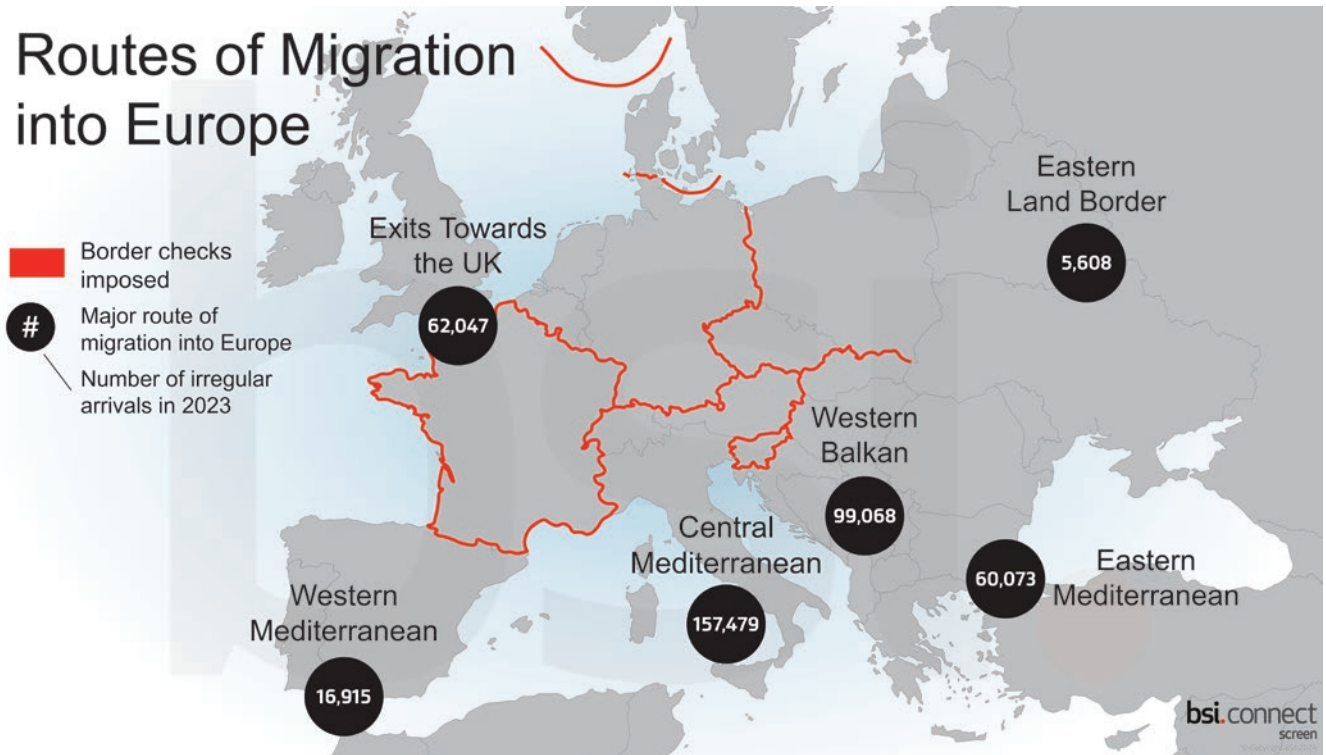 Routes of Migration
into Europe
Border checks
imposed
#
Major route of
migration into Europe
Number of irregular
arrivals in 2023
Exits Towards
the UK
62,047
Eastern
Land Border
5,608
Western
Balkan
99,068
Central
Mediterranean
157,479
60,073
Eastern
Mediterranean
Western
Mediterranean
16,915
bsi.connect
screen